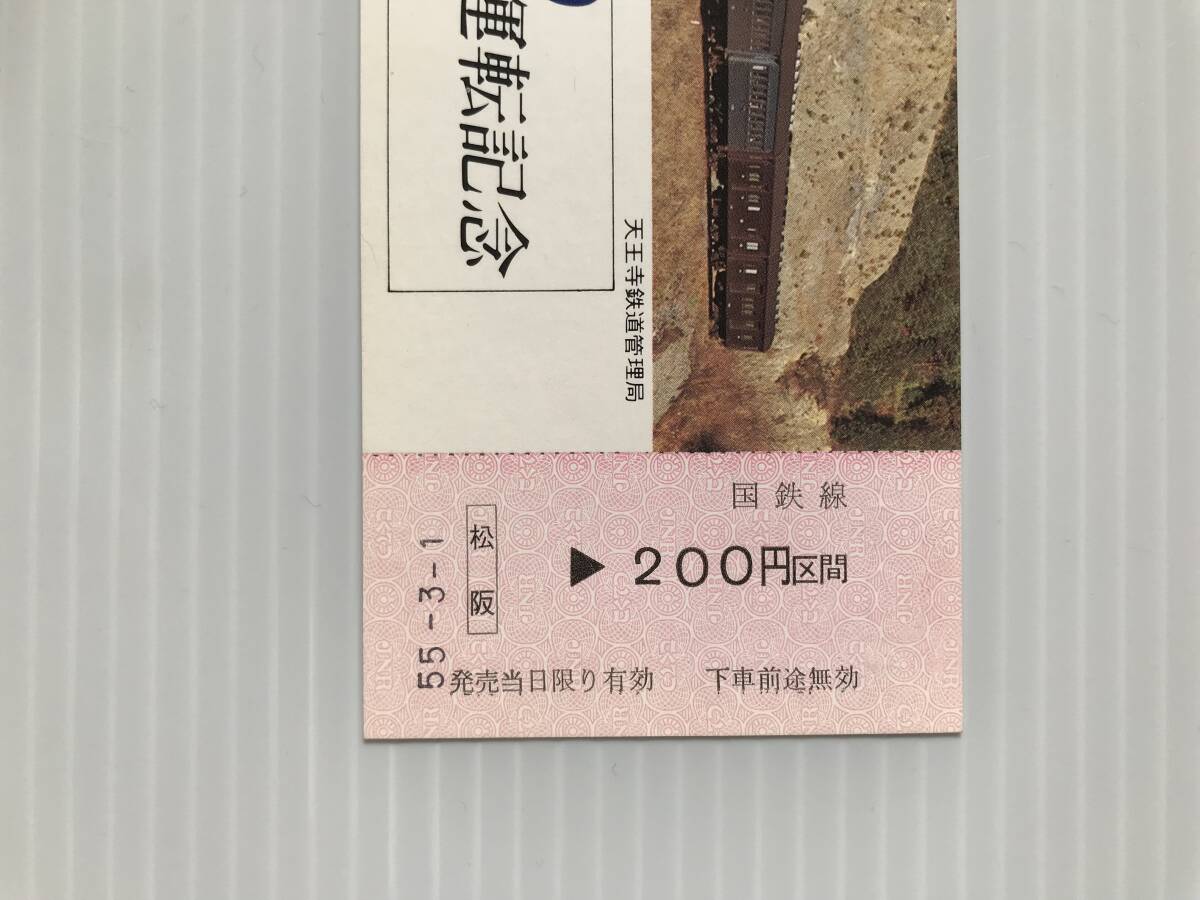 運転記念
天王寺鉄道管理局
国鉄線
55-3-1
松阪
▶200円区間
発売当日限り有効 下車前途無効